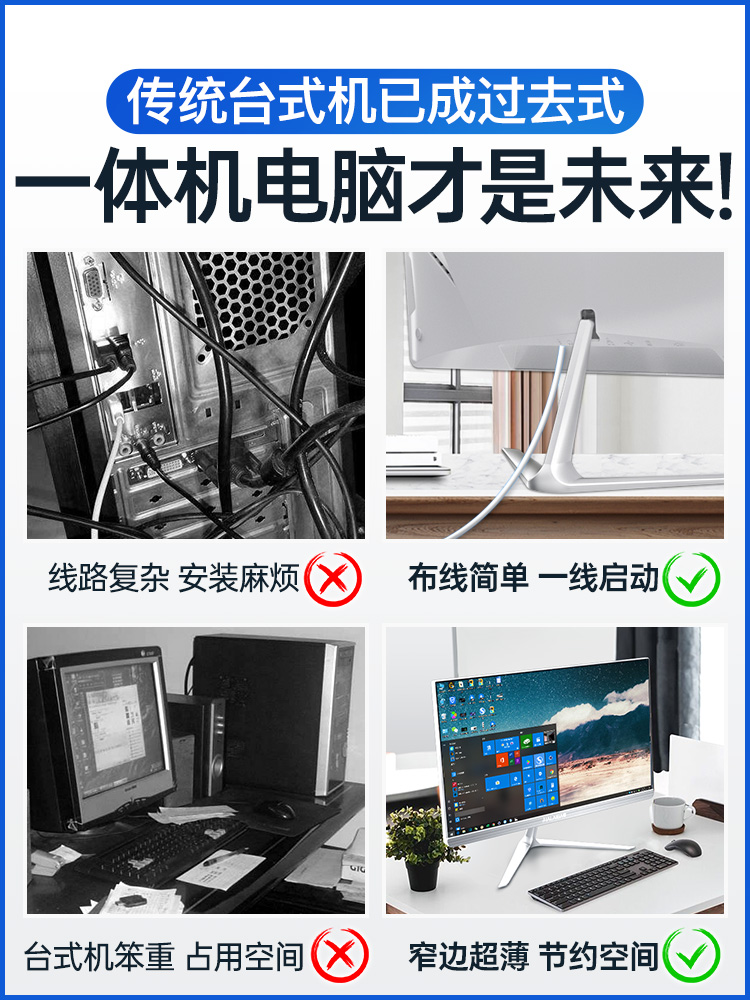 传统台式机已成过去式
一体机电脑才是未来!
线路复杂 安装麻烦
布线简单 一线启动
台式机笨重 占用空间
窄边超薄 节约空间